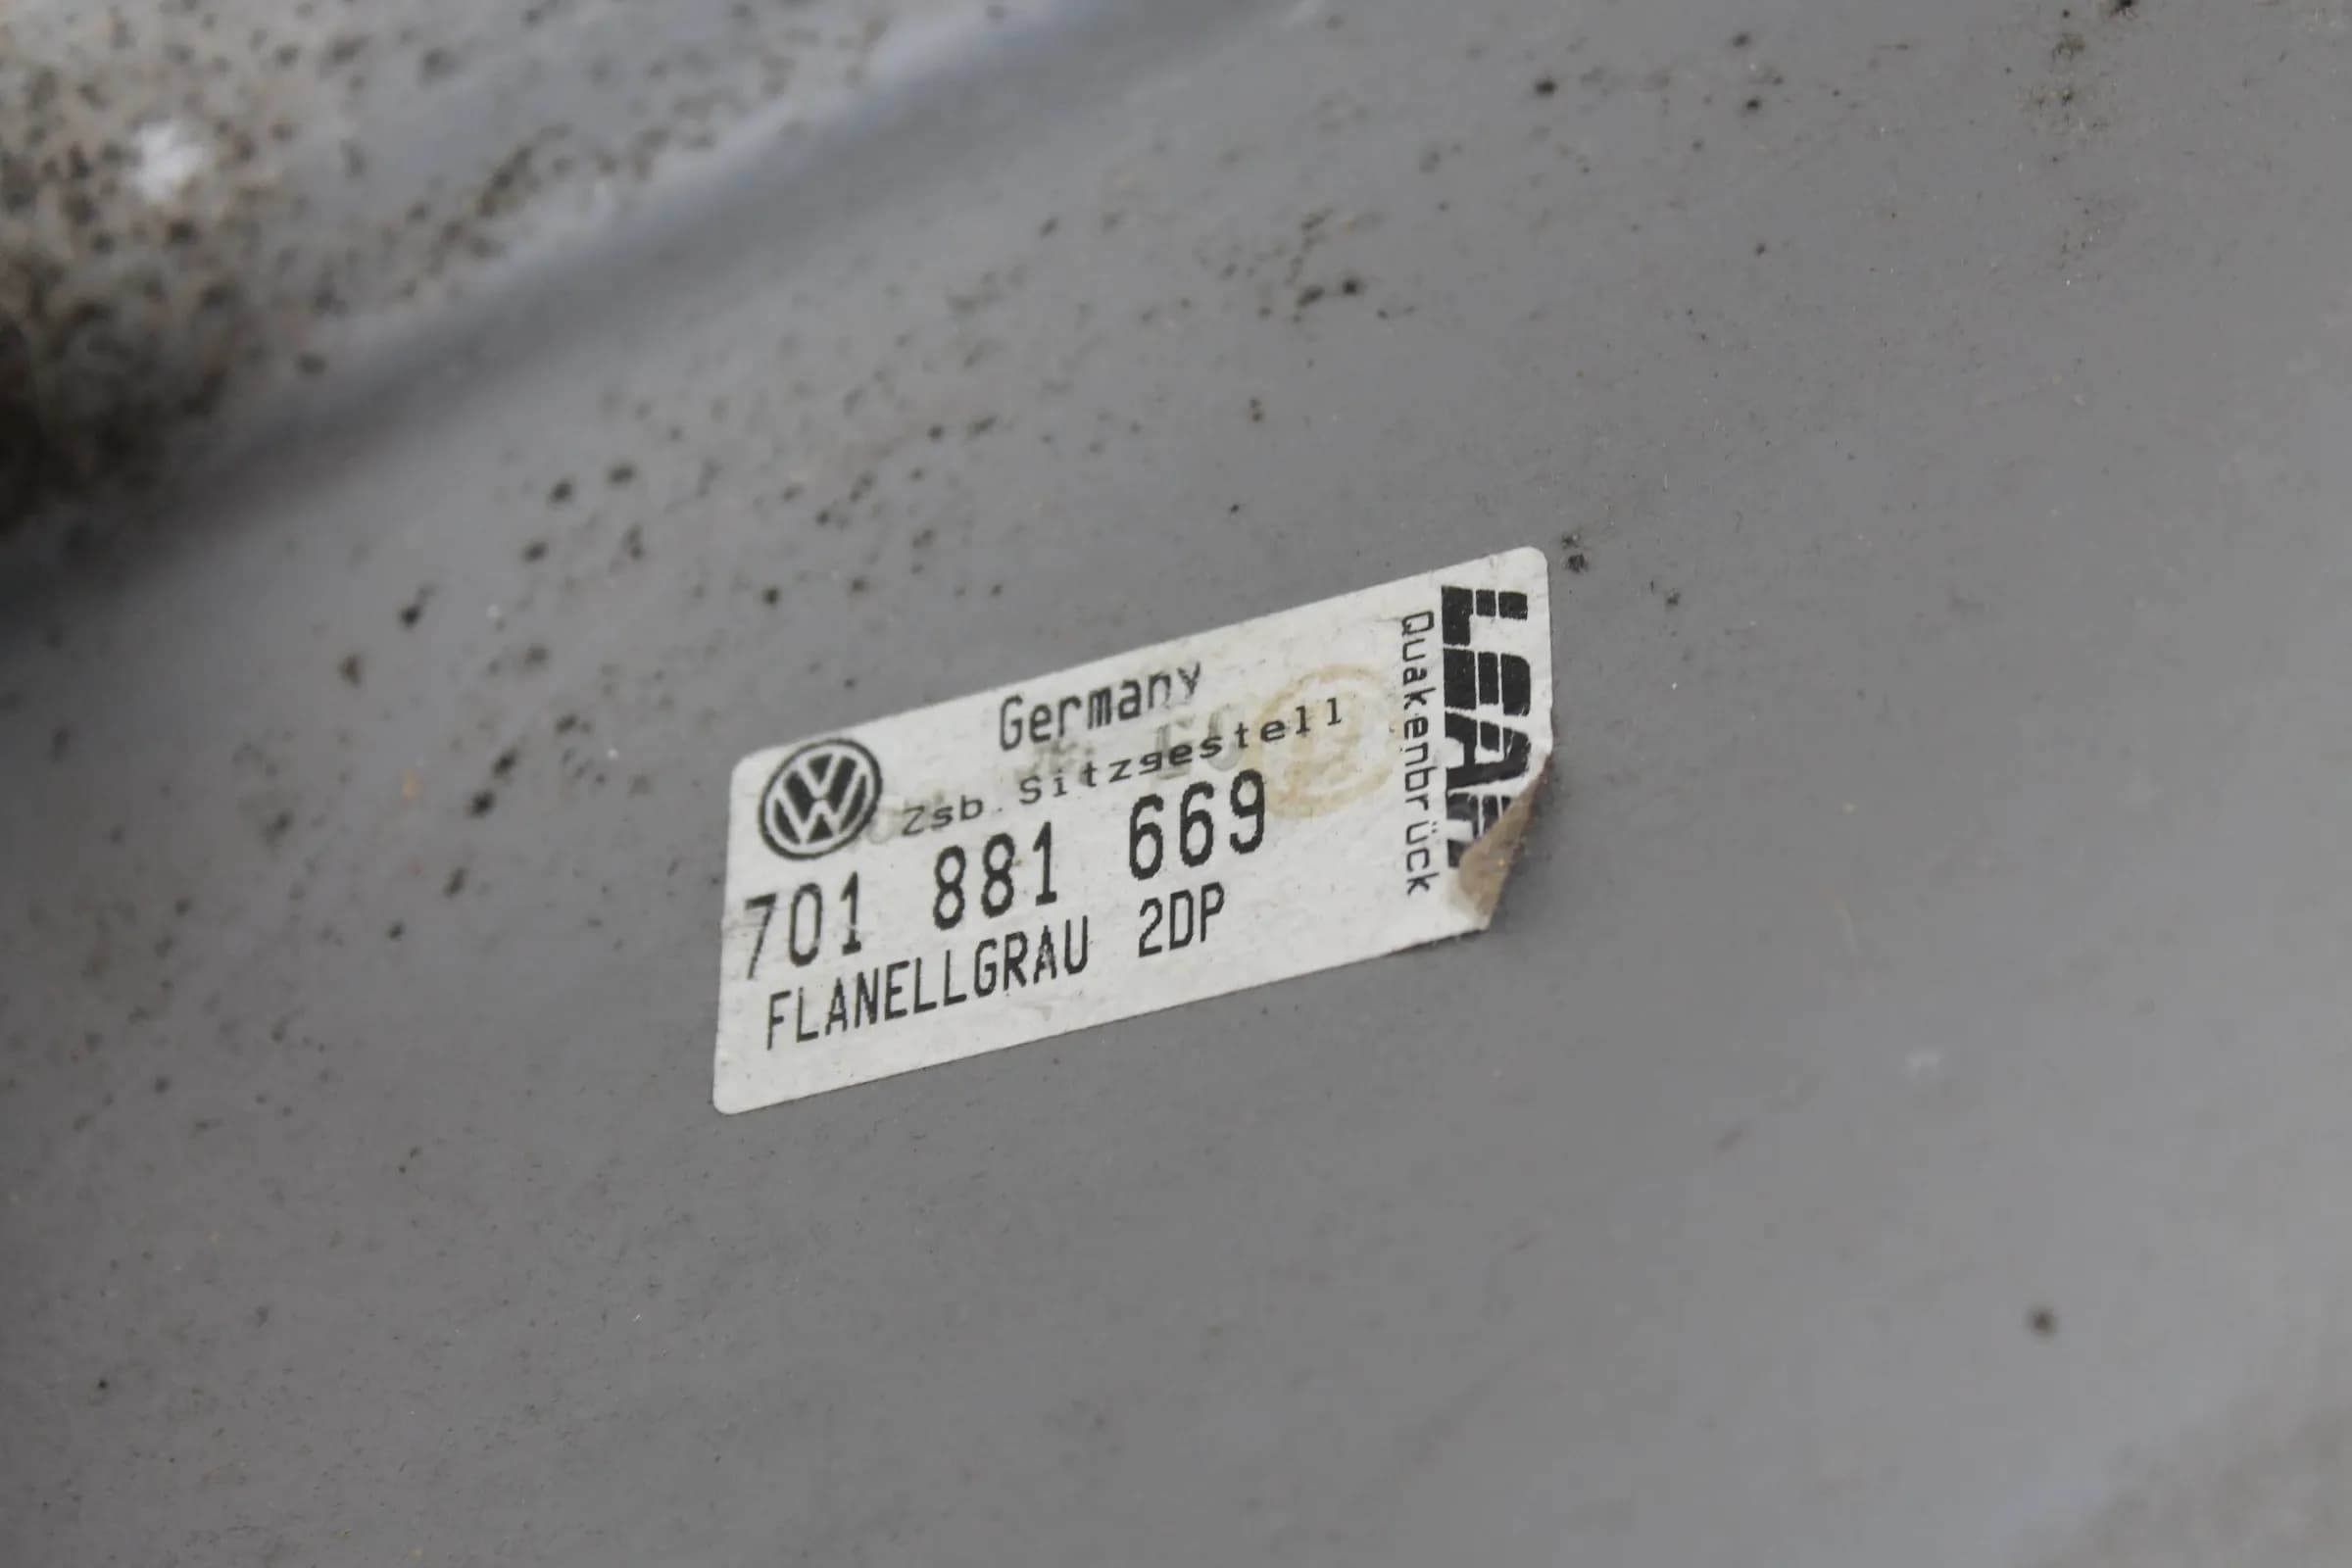 Germany
Zsb. Sitzgestell
701 881 669
FLANELLGRAU 2DP
LEAR
Quakenbrück